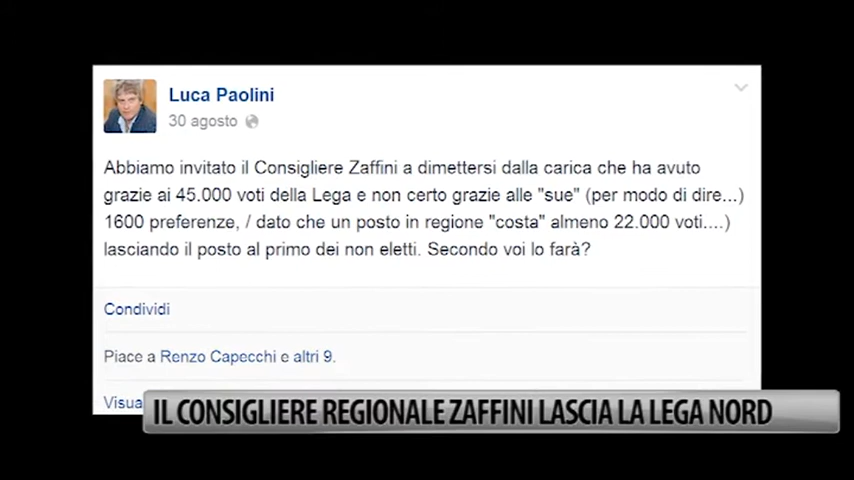 Luca Paolini
30 agosto
Abbiamo invitato il Consigliere Zaffini a dimettersi dalla carica che ha avuto
grazie ai 45.000 voti della Lega e non certo grazie alle "sue" (per modo di dire...)
1600 preferenze, / dato che un posto in regione "costa" almeno 22.000 voti....)
lasciando il posto al primo dei non eletti. Secondo voi lo farà?
Condividi
Piace a Renzo Capecchi e altri 9.
IL CONSIGLIERE REGIONALE ZAFFINI LASCIA LA LEGA NORD